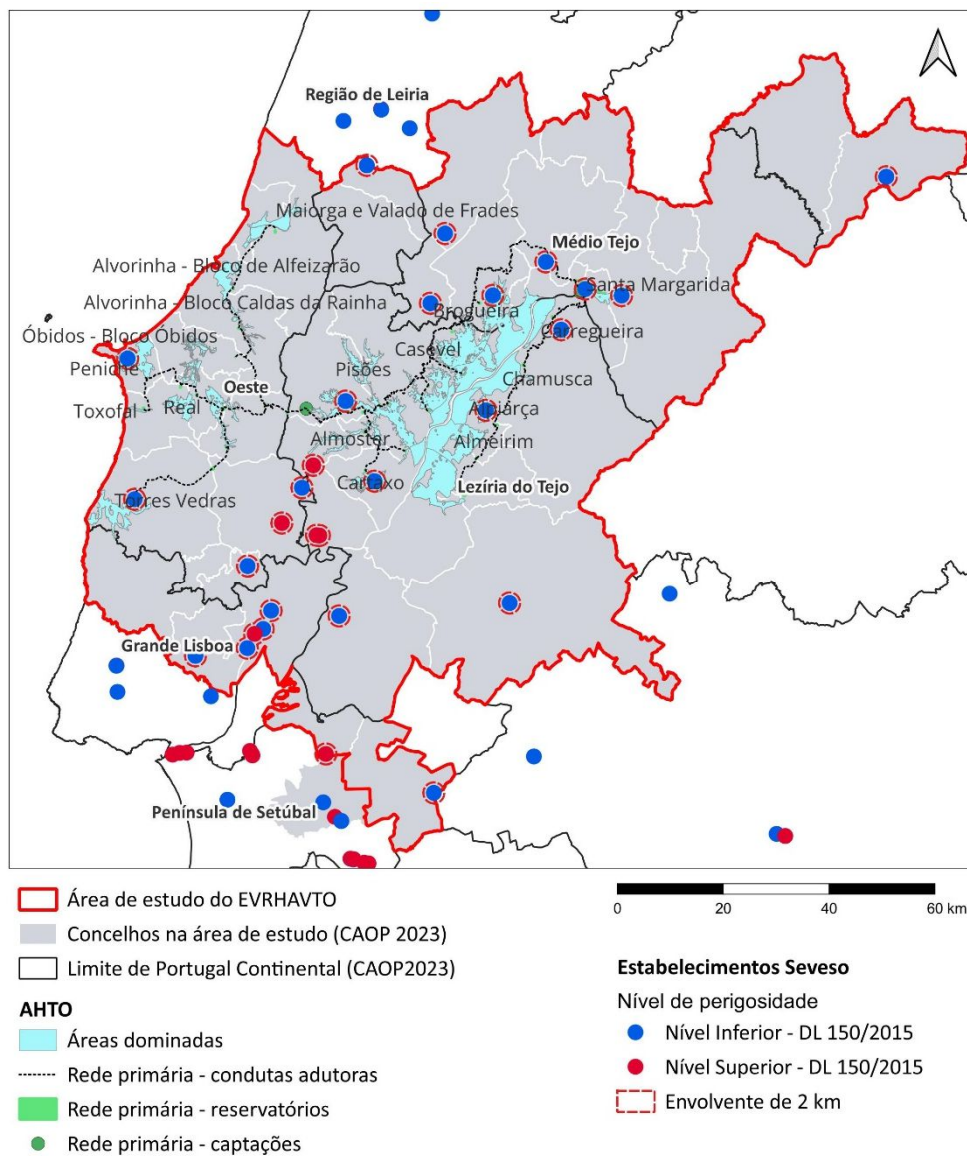 Região de Leiria
Maiorga e Valado de Frades
Médio Tejo
Alvorinha - Bloco de Alfeizarão
Santa Margarida
Alvorinha - Bloco Caldas da Rainha
Brogueira
Carregueira
Óbidos - Bloco Óbidos
Casével
Peniche
Pisões
Chamusca
Oeste
Toxofal
Real
Alpiarça
Almoster
Almeirim
Cartaxo
Lezíria do Tejo
Torres Vedras
Grande Lisboa
Península de Setúbal
Área de estudo do EVRHAVTO
Concelhos na área de estudo (CAOP 2023)
Limite de Portugal Continental (CAOP2023)
AHTO
Áreas dominadas
Rede primária - condutas adutoras
Rede primária - reservatórios
Rede primária - captações
0 20 40 60 km
Estabelecimentos Seveso
Nível de perigosidade
Nível Inferior - DL 150/2015
Nível Superior - DL 150/2015
Envolvente de 2 km